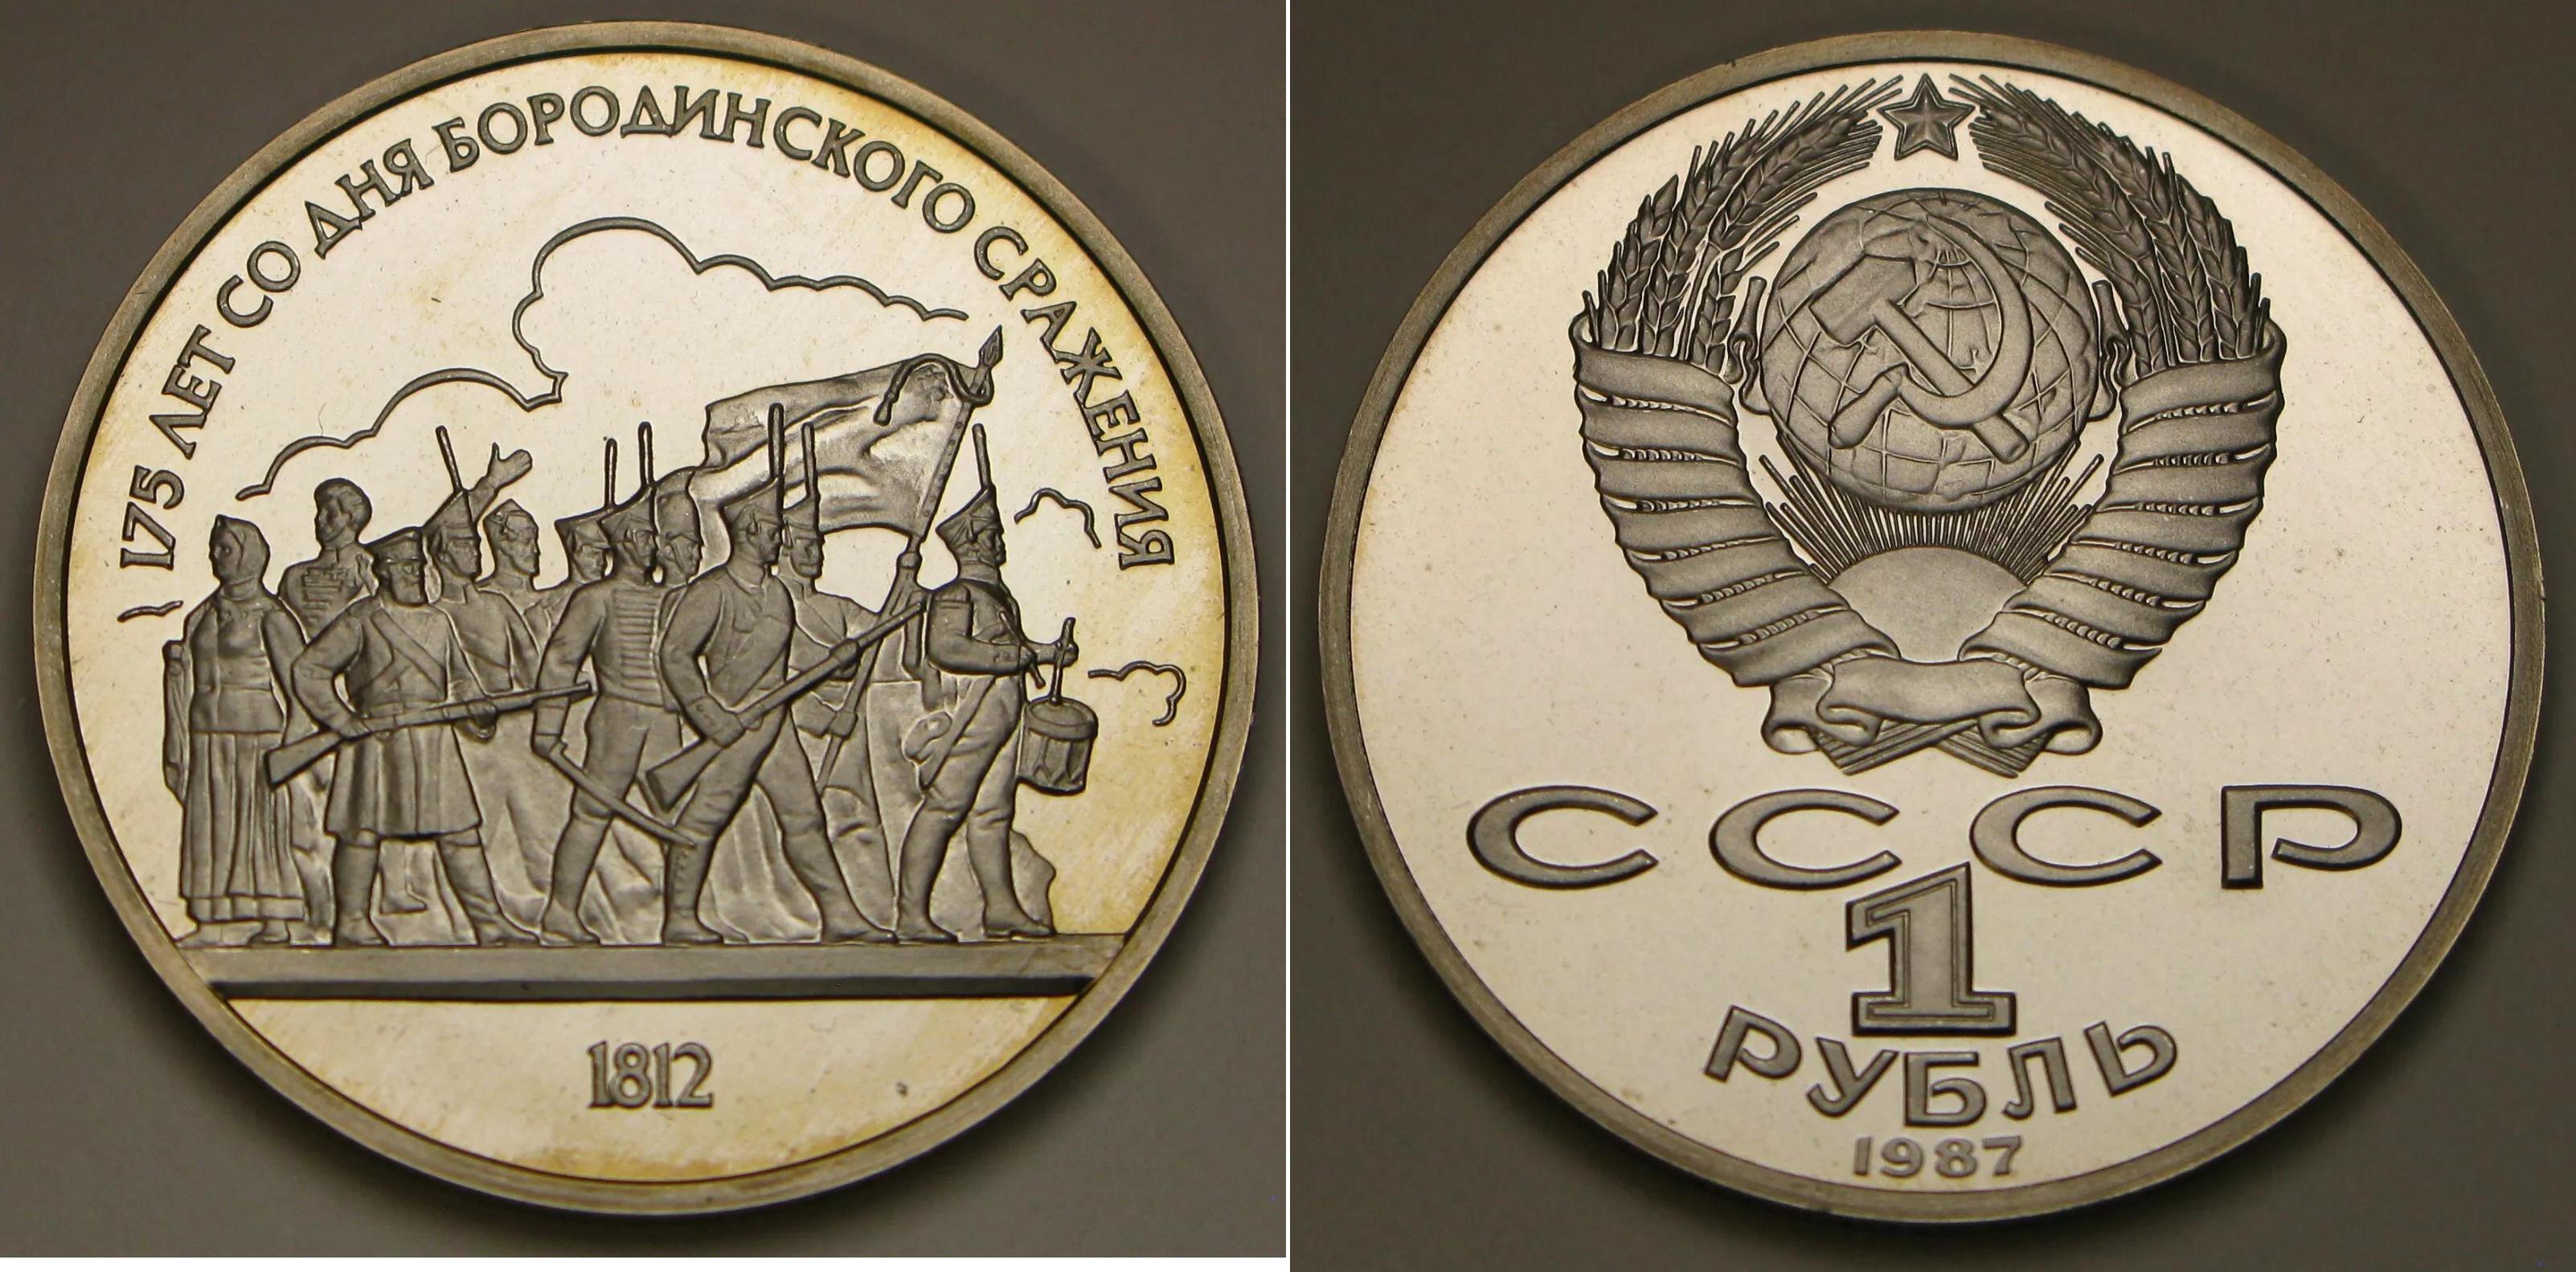 175 ЛЕТ СО ДНЯ БОРОДИНСКОГО СРАЖЕНИЯ
1812
СССР
1
РУБЛЬ
1987